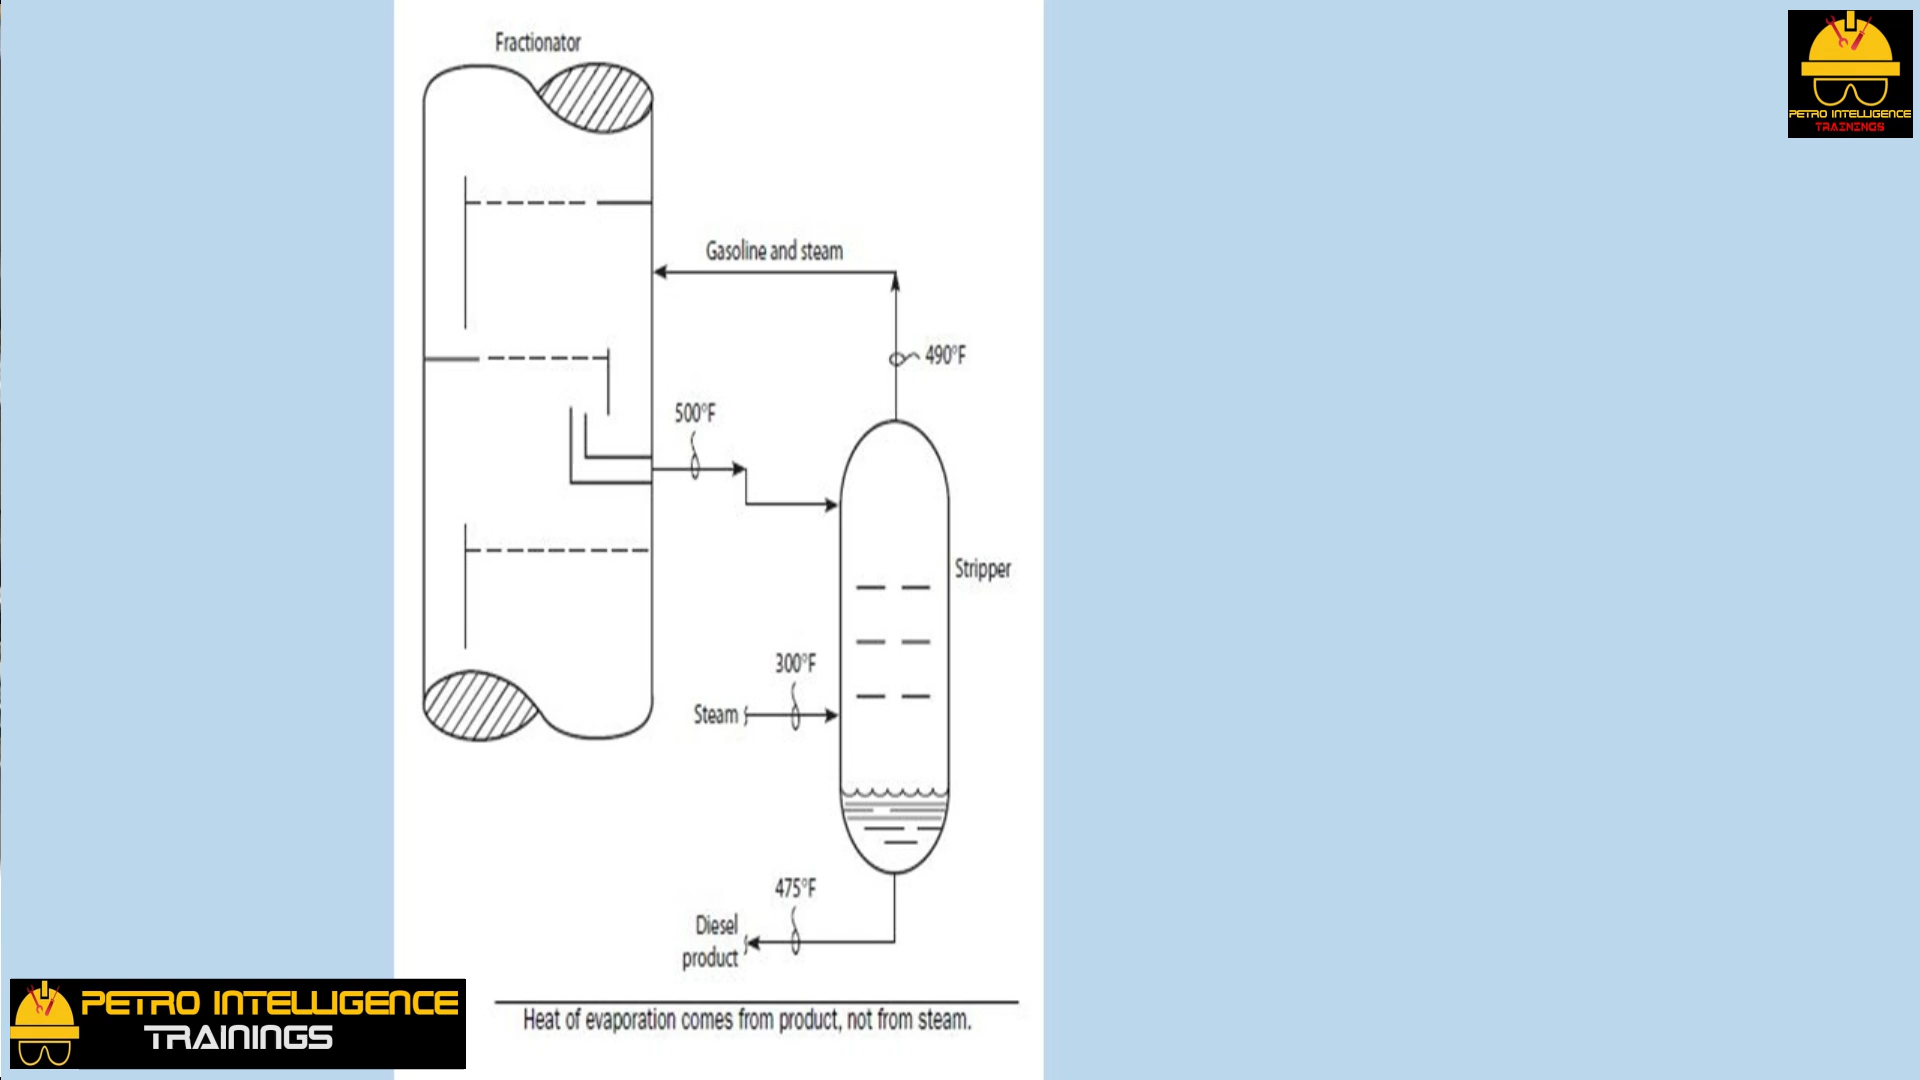 Fractionator
PETRO INTELLIGENCE
TRAININGS
Gasoline and steam
490°F
500°F
Stripper
300°F
Steam
475°F
Diesel
product
PETRO INTELLIGENCE
TRAININGS
Heat of evaporation comes from product, not from steam.